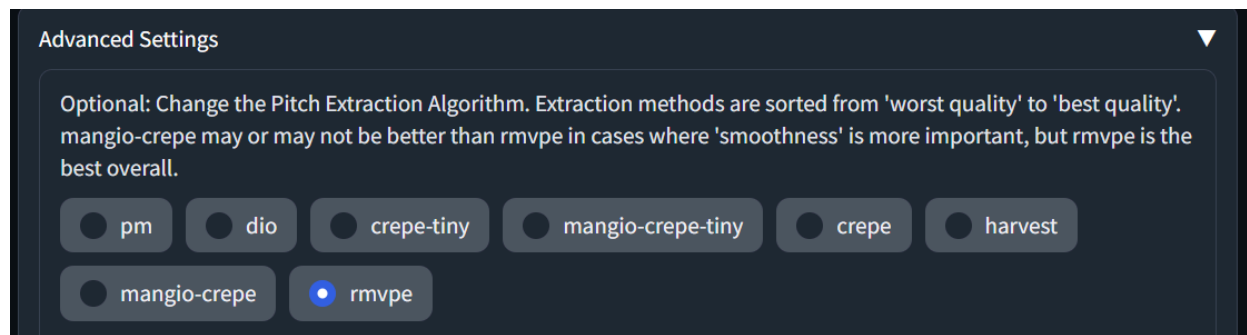 Advanced Settings ▼
Optional: Change the Pitch Extraction Algorithm. Extraction methods are sorted from 'worst quality' to 'best quality'.
mangio-crepe may or may not be better than rmvpe in cases where 'smoothness' is more important, but rmvpe is the
best overall.
pm dio crepe-tiny mangio-crepe-tiny crepe harvest
mangio-crepe rmvpe